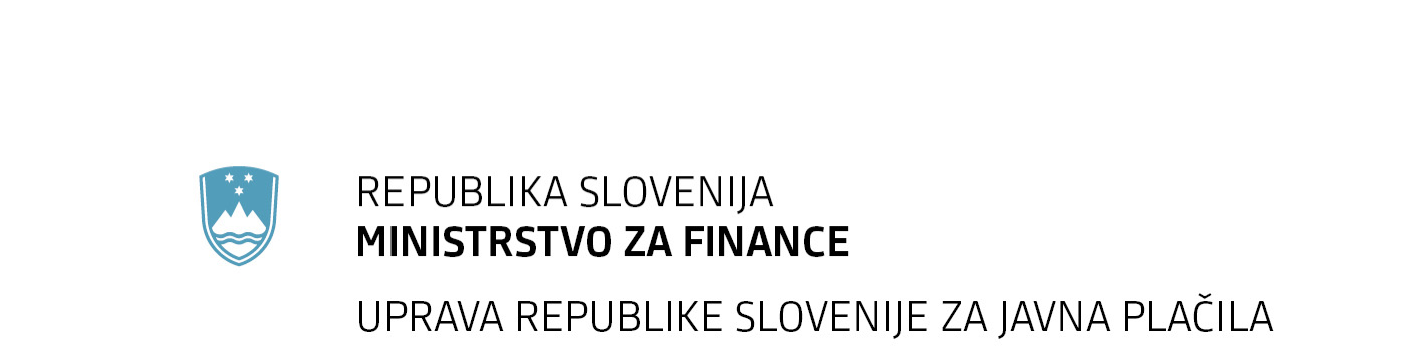 REPUBLIKA SLOVENIJA
MINISTRSTVO ZA FINANCE
UPRAVA REPUBLIKE SLOVENIJE ZA JAVNA PLAČILA